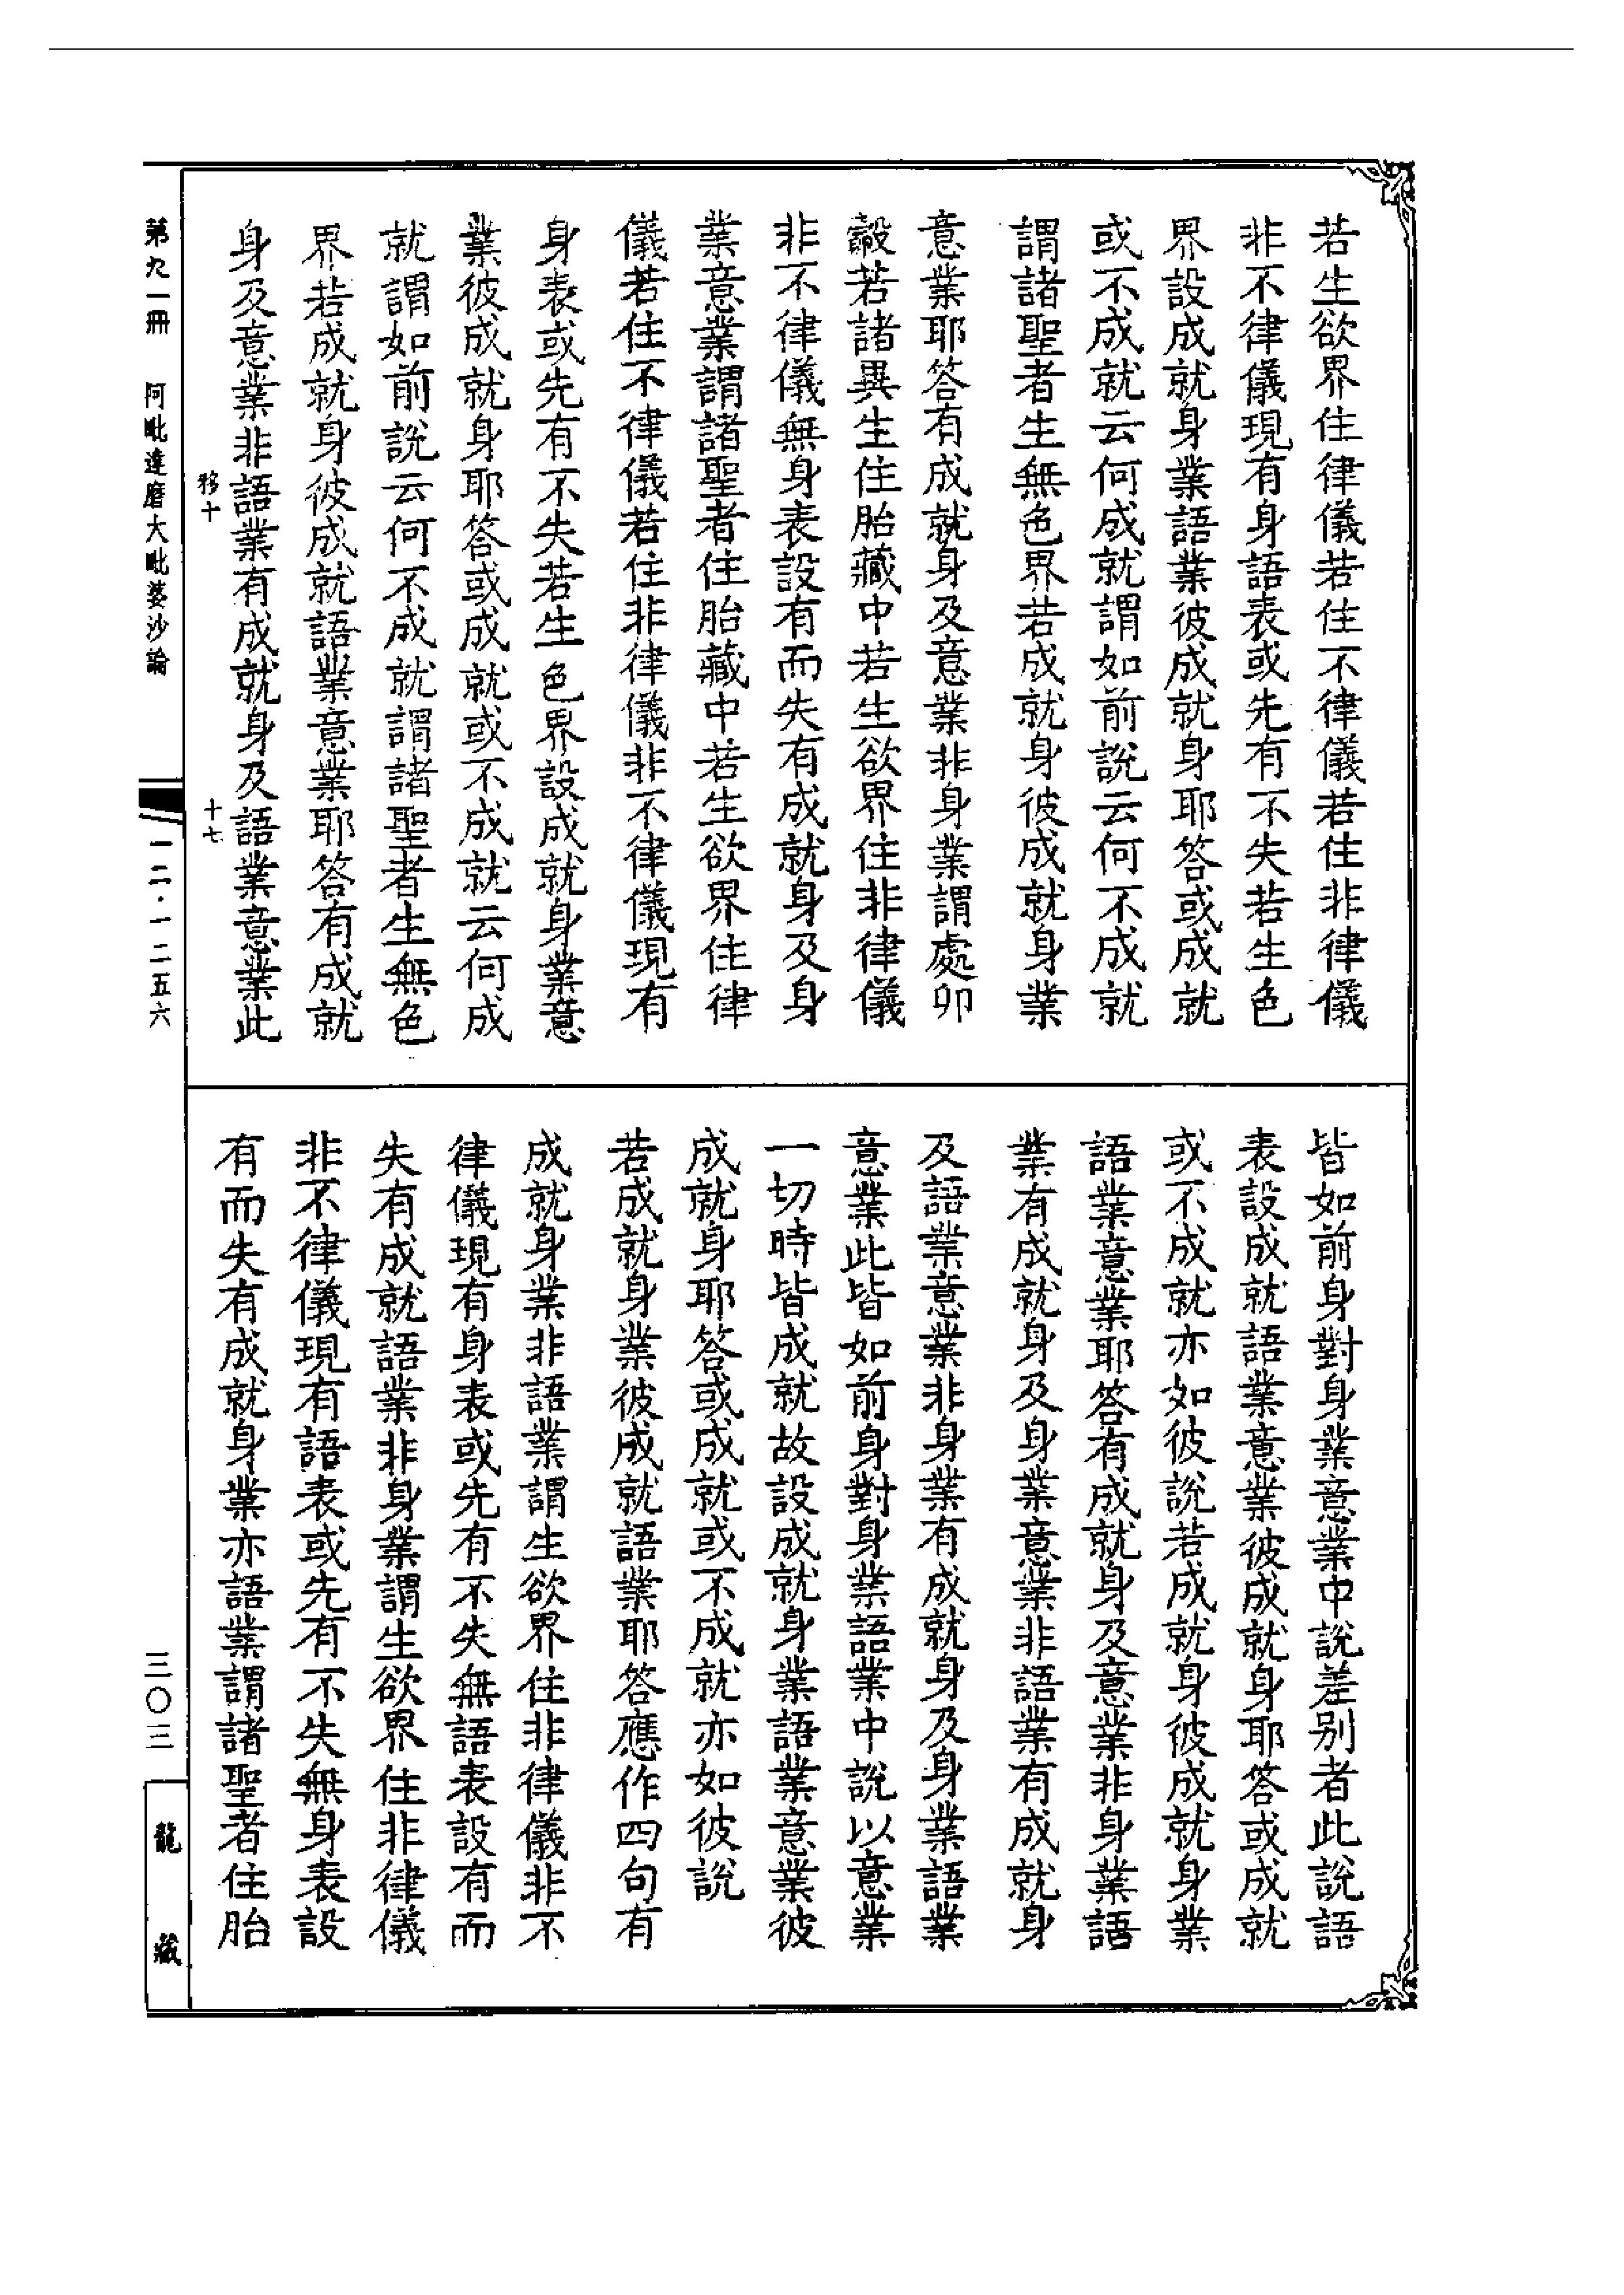 若生欲界住律儀若住不律儀若住非律儀
非不律儀現有身語表或先有不失若生色
界設成就身業語業彼成就身耶答或成就
或不成就云何成就謂如前說云何不成就
謂諸聖者生無色界若成就身彼成就身業
意業耶答有成就身及意業非身業謂處卵
㲉若諸異生住胎藏中若生欲界住非律儀
非不律儀無身表設有而失有成就身及身
業意業謂諸聖者住胎藏中若生欲界住律
儀若住不律儀若住非律儀非不律儀現有
身表或先有不失若生色界設成就身業意
業彼成就身耶答或成就或不成就云何成
就謂如前說云何不成就謂諸聖者生無色
界若成就身彼成就語業意業耶答有成就
身及意業非語業有成就身及語業意業此
皆如前身對身業意業中說差别者此說語
表設成就語業意業彼成就身耶答或成就
或不成就亦如彼說若成就身彼成就身業
語業意業耶答有成就身及意業非身業語
業有成就身及身業意業非語業有成就身
及語業意業非身業有成就身及身業語業
意業此皆如前身對身業語業中說以意業
一切時皆成就故設成就身業語業意業彼
成就身耶答或成就或不成就亦如彼說
若成就身業彼成就語業耶答應作四句有
成就身業非語業謂生欲界住非律儀非不
律儀現有身表或先有不失無語表設有而
失有成就語業非身業謂生欲界住非律儀
非不律儀現有語表或先有不失無身表設
有而失有成就身業亦語業謂諸聖者住胎
移十
十七
第九一冊
阿毗達磨大毗婆沙論
一二·一二五六
三〇三
龍藏